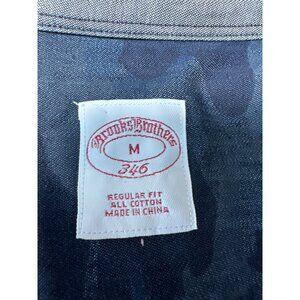 Brooks Brothers
M
346
REGULAR FIT
ALL COTTON
MADE IN CHINA